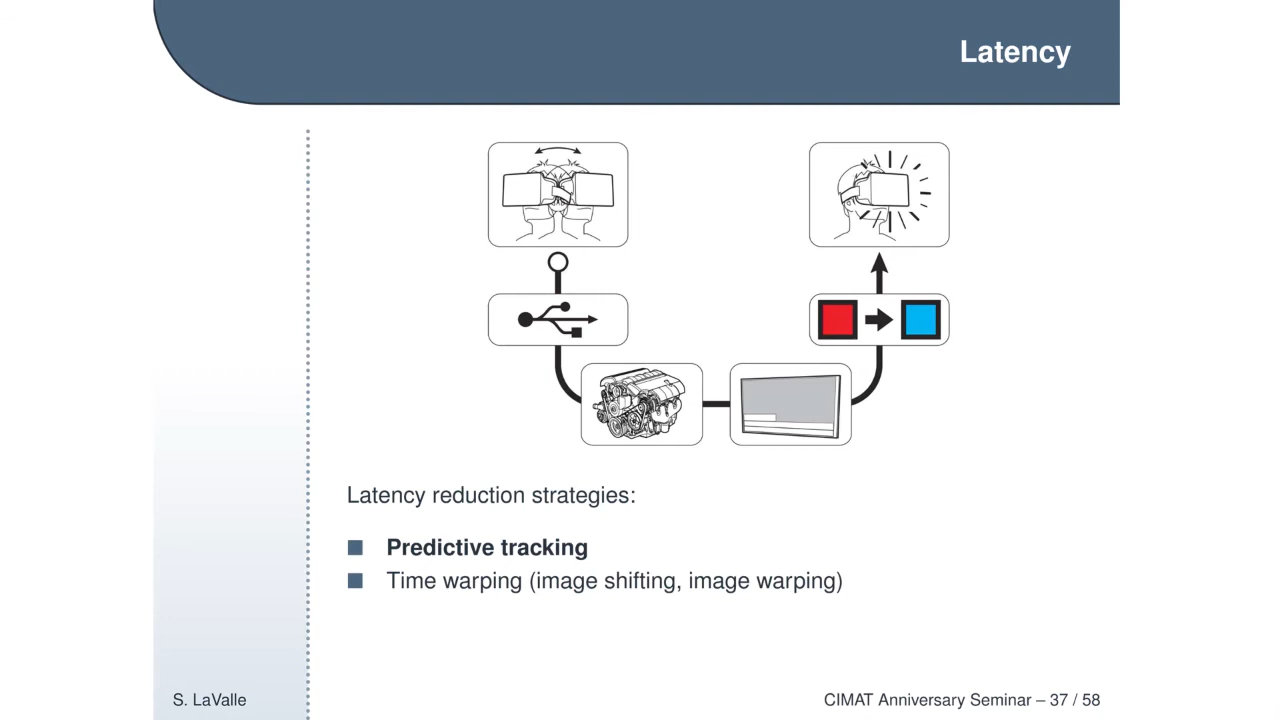 Latency
Latency reduction strategies:
Predictive tracking
Time warping (image shifting, image warping)
S. LaValle
CIMAT Anniversary Seminar – 37 / 58